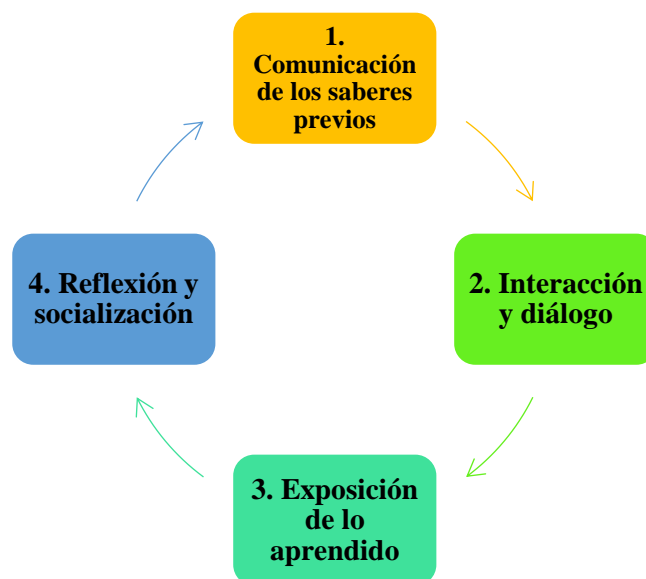 1.
Comunicación
de los saberes
previos
2. Interacción
y diálogo
3. Exposición
de lo
aprendido
4. Reflexión y
socialización